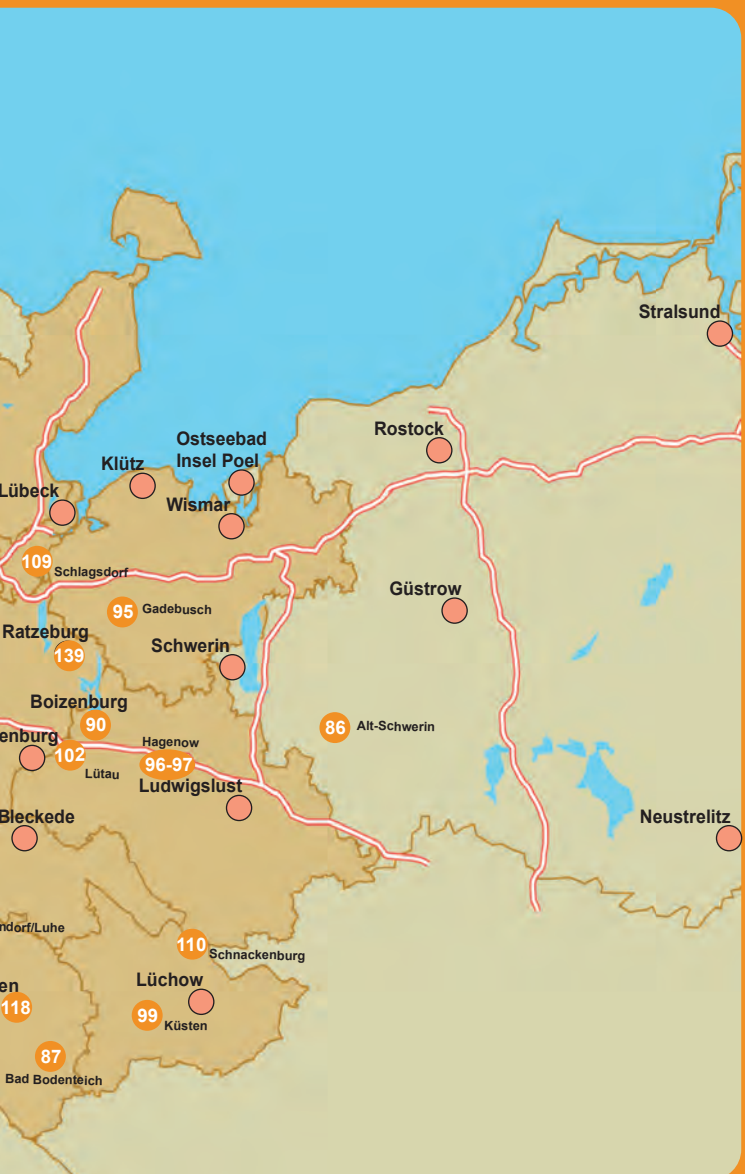 Stralsund
Rostock
Ostseebad
Insel Poel
Klütz
Lübeck
Wismar
109
Schlagsdorf
95
Gadebusch
Güstrow
Ratzeburg
139
Schwerin
Boizenburg
90
86
Alt-Schwerin
enburg
102
Lütau
Hagenow
96-97
Ludwigslust
Bleckede
Neustrelitz
ndorf/Luhe
110
Schnackenburg
en
118
Lüchow
99
Küsten
87
Bad Bodenteich